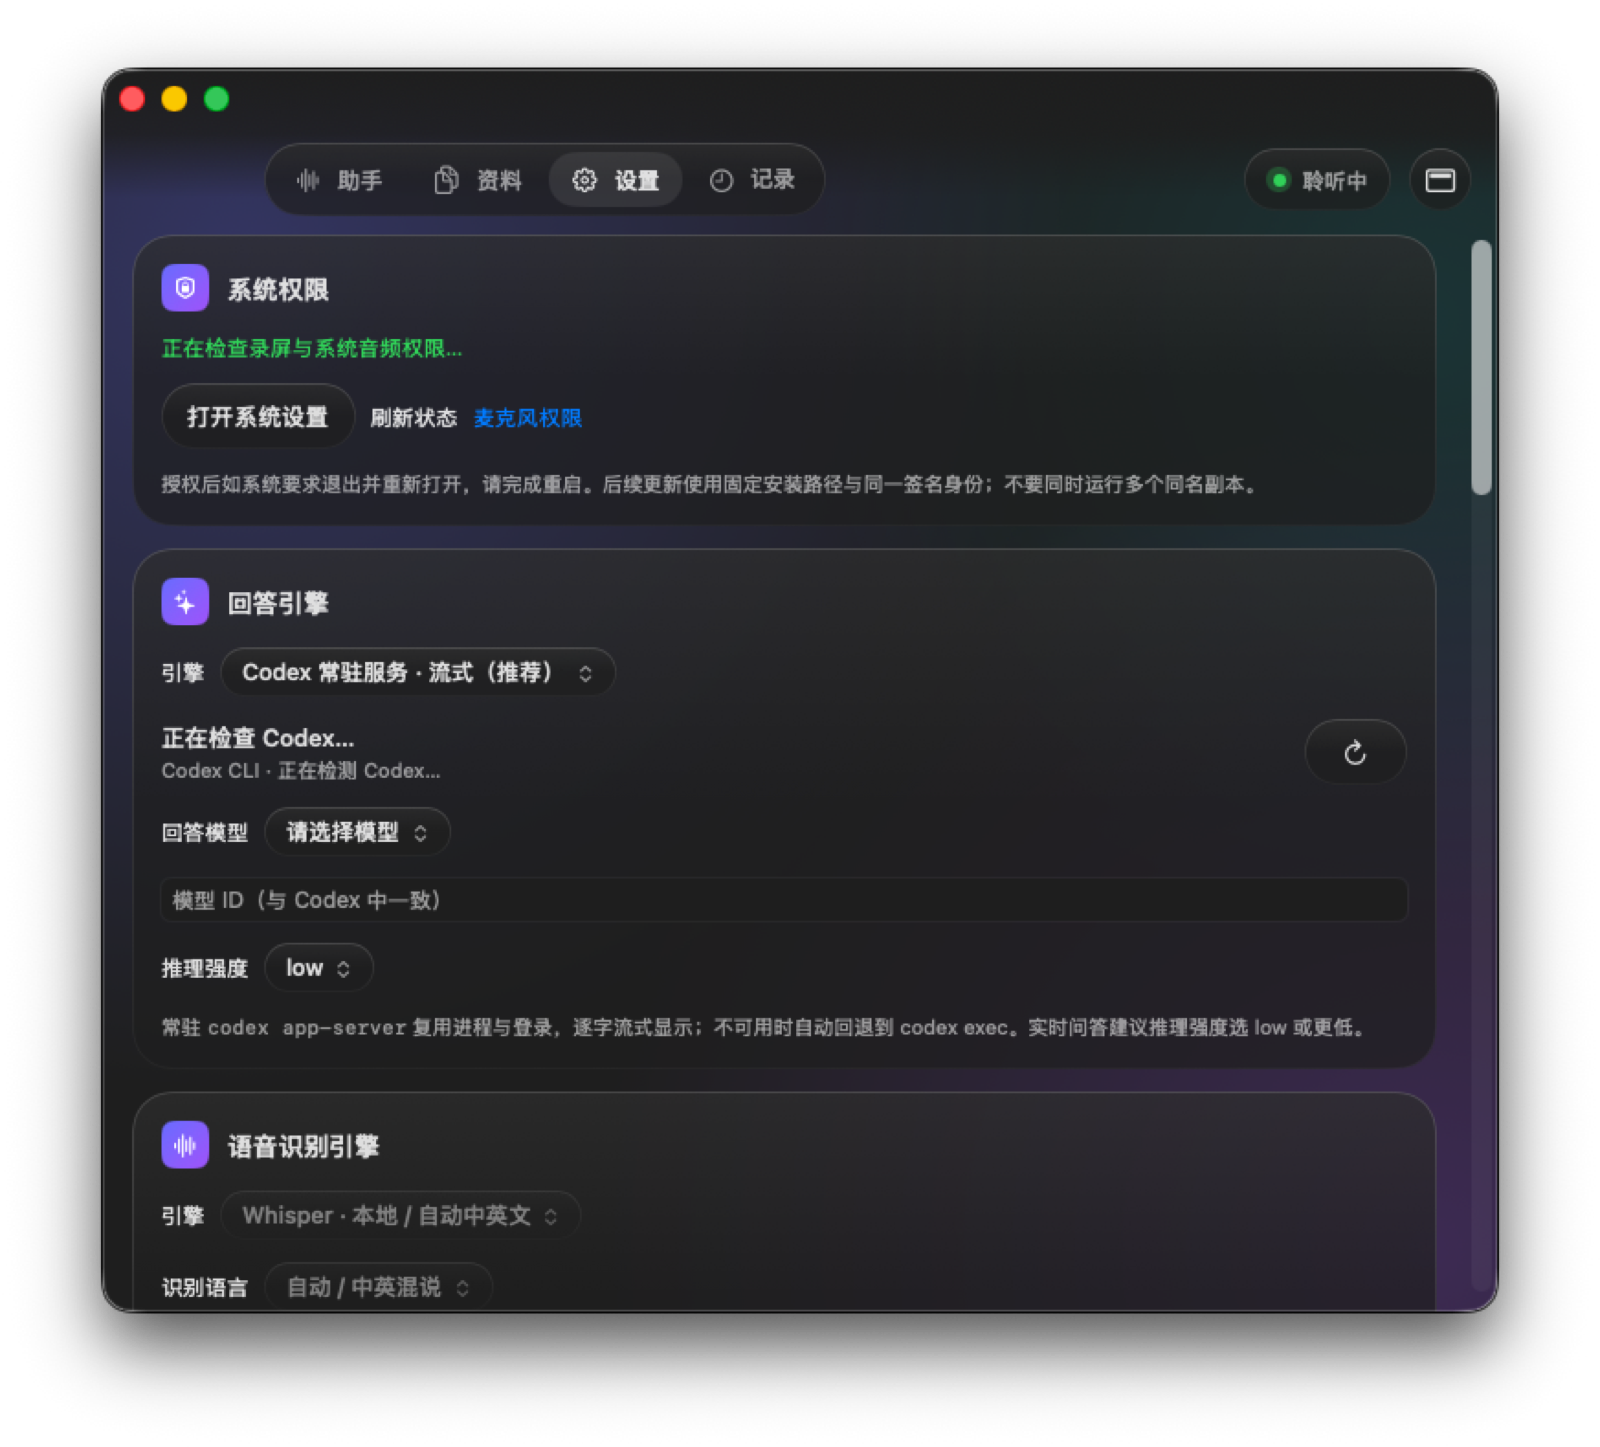 助手 资料 设置 记录 聆听中
系统权限
正在检查录屏与系统音频权限...
打开系统设置 刷新状态 麦克风权限
授权后如系统要求退出并重新打开，请完成重启。后续更新使用固定安装路径与同一签名身份；不要同时运行多个同名副本。
回答引擎
引擎 Codex 常驻服务 · 流式（推荐）
正在检查 Codex...
Codex CLI · 正在检测 Codex...
回答模型 请选择模型
模型 ID（与 Codex 中一致）
推理强度 low
常驻 codex app-server 复用进程与登录，逐字流式显示；不可用时自动回退到 codex exec。实时问答建议推理强度选 low 或更低。
语音识别引擎
引擎 Whisper · 本地 / 自动中英文
识别语言 自动 / 中英混说